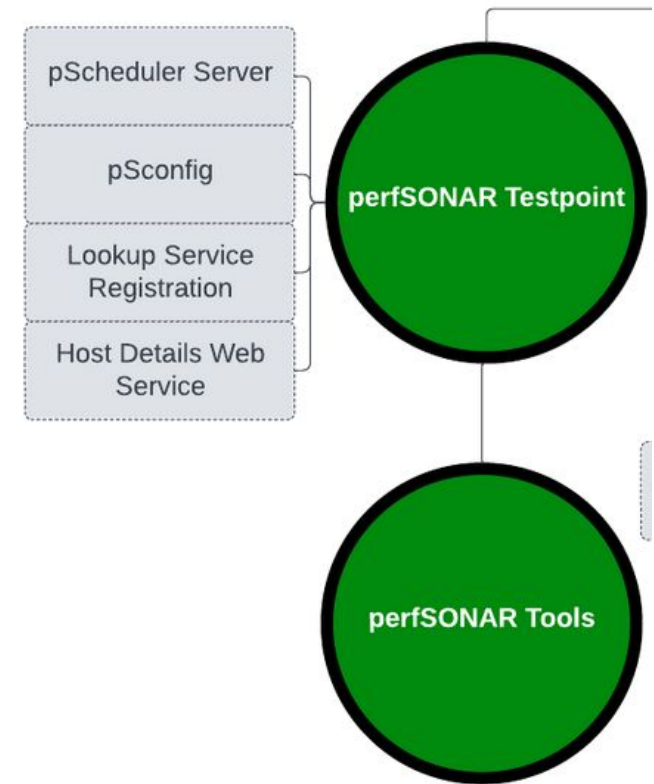 pScheduler Server
pSconfig
Lookup Service
Registration
Host Details Web
Service
perfSONAR Testpoint
perfSONAR Tools